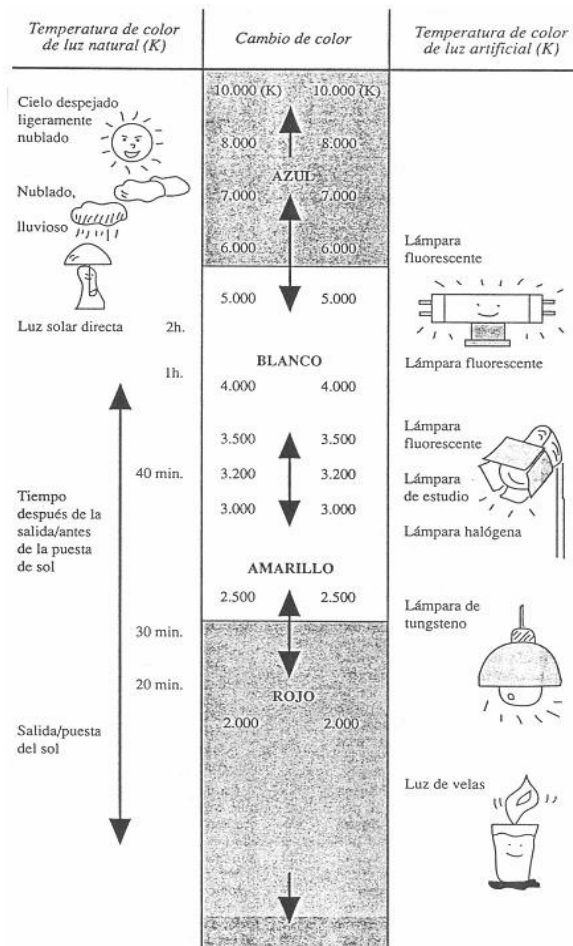 Temperatura de color
de luz natural (K)
Cambio de color
Temperatura de color
de luz artificial (K)
Cielo despejado
ligeramente
nublado
Nublado,
lluvioso
Luz solar directa
2h.
1h.
40 min.
Tiempo
después de la
salida/antes
de la puesta
de sol
30 min.
20 min.
Salida/puesta
del sol
10.000 (K) 10.000 (K)
8.000 8.000
AZUL
7.000 7.000
6.000 6.000
5.000 5.000
BLANCO
4.000 4.000
3.500 3.500
3.200 3.200
3.000 3.000
AMARILLO
2.500 2.500
ROJO
2.000 2.000
Lámpara
fluorescente
Lámpara fluorescente
Lámpara
fluorescente
Lámpara
de estudio
Lámpara halógena
Lámpara de
tungsteno
Luz de velas